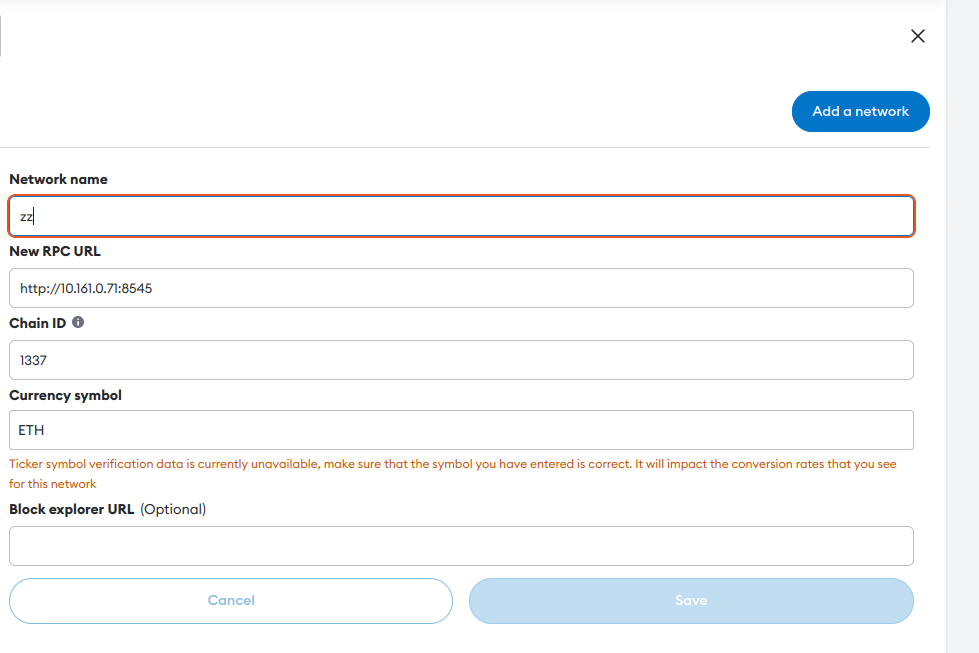 Add a network
Network name
zz
New RPC URL
http://10.161.0.71:8545
Chain ID
1337
Currency symbol
ETH
Ticker symbol verification data is currently unavailable, make sure that the symbol you have entered is correct. It will impact the conversion rates that you see
for this network
Block explorer URL (Optional)
Cancel
Save